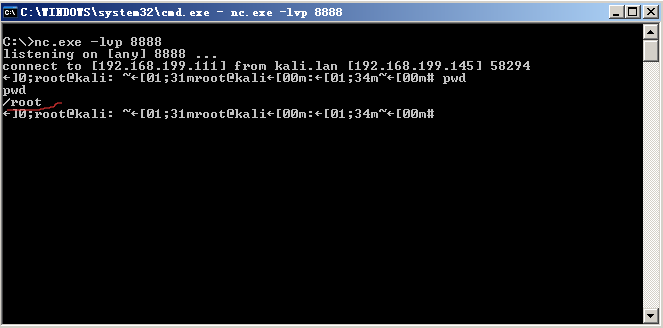 C:\WINDOWS\system32\cmd.exe - nc.exe -lvp 8888
C:\>nc.exe -lvp 8888
listening on [any] 8888 ...
connect to [192.168.199.111] from kali.lan [192.168.199.145] 58294
←]0;root@kali: ~←[01;31mroot@kali←[00m:←[01;34m~←[00m# pwd
pwd
/root
←]0;root@kali: ~←[01;31mroot@kali←[00m:←[01;34m~←[00m#